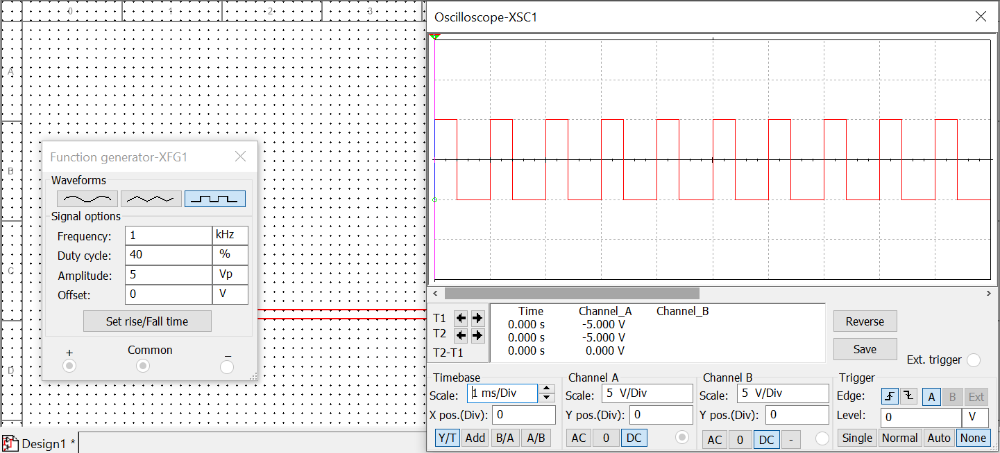 0 1 2 3
A
B
C
D
Function generator-XFG1
Waveforms
Signal options
Frequency: 1 kHz
Duty cycle: 40 %
Amplitude: 5 Vp
Offset: 0 V
Set rise/Fall time
+ Common –
Design1 *
Oscilloscope-XSC1
Time Channel_A Channel_B
T1 0.000 s -5.000 V
T2 0.000 s -5.000 V
T2-T1 0.000 s 0.000 V
Reverse
Save
Ext. trigger
Timebase
Scale: 1 ms/Div
X pos.(Div): 0
Y/T Add B/A A/B
Channel A
Scale: 5 V/Div
Y pos.(Div): 0
AC 0 DC
Channel B
Scale: 5 V/Div
Y pos.(Div): 0
AC 0 DC -
Trigger
Edge: A B Ext
Level: 0 V
Single Normal Auto None